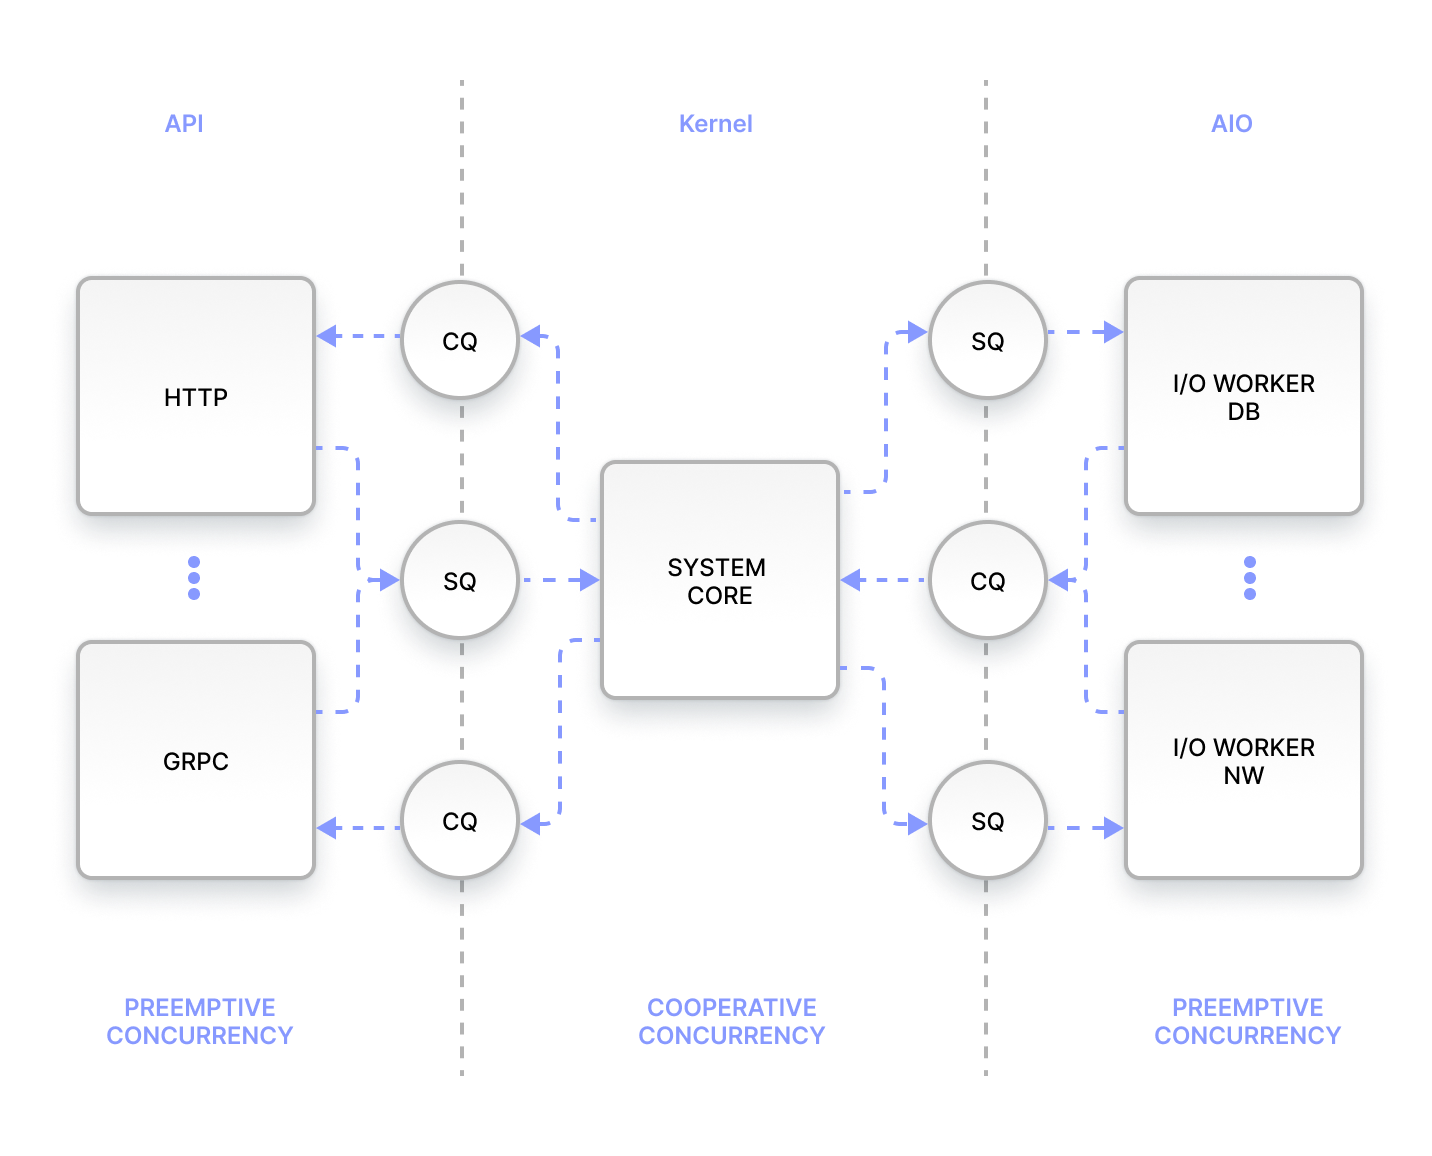 API
Kernel
AIO
HTTP
CQ
SQ
I/O WORKER
DB
SQ
SYSTEM
CORE
CQ
GRPC
CQ
SQ
I/O WORKER
NW
PREEMPTIVE
CONCURRENCY
COOPERATIVE
CONCURRENCY
PREEMPTIVE
CONCURRENCY